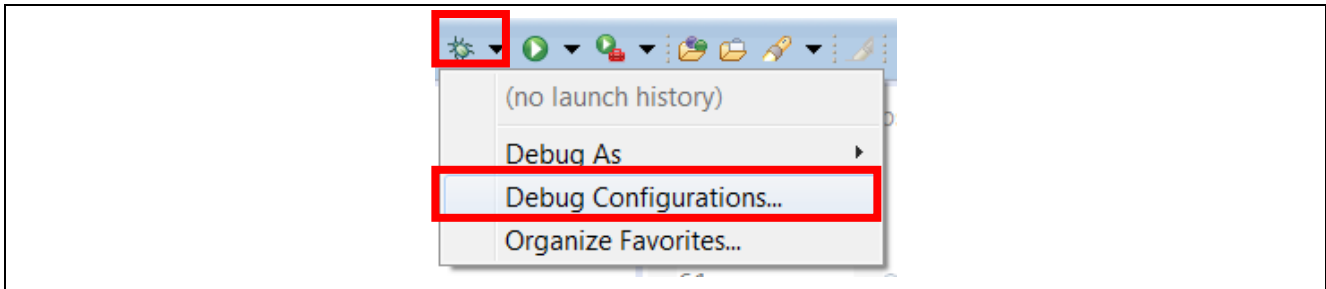 (no launch history)
Debug As
Debug Configurations...
Organize Favorites...